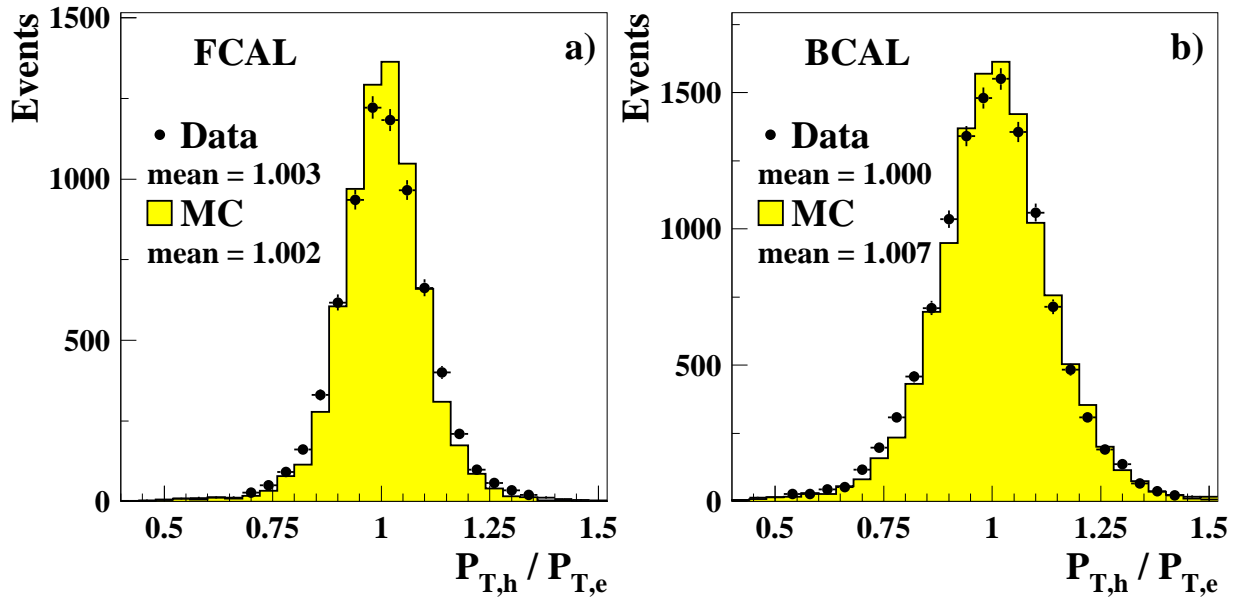 Events
1500
1000
500
0
FCAL
a)
Data
mean = 1.003
MC
mean = 1.002
0.5 0.75 1 1.25 1.5
P_T,h / P_T,e
Events
1500
1000
500
0
BCAL
b)
Data
mean = 1.000
MC
mean = 1.007
0.5 0.75 1 1.25 1.5
P_T,h / P_T,e